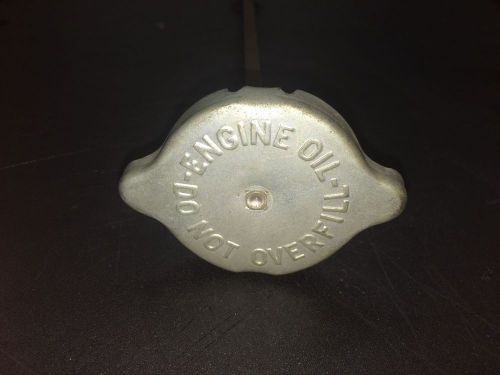 -ENGINE OIL-
DO NOT OVERFILL